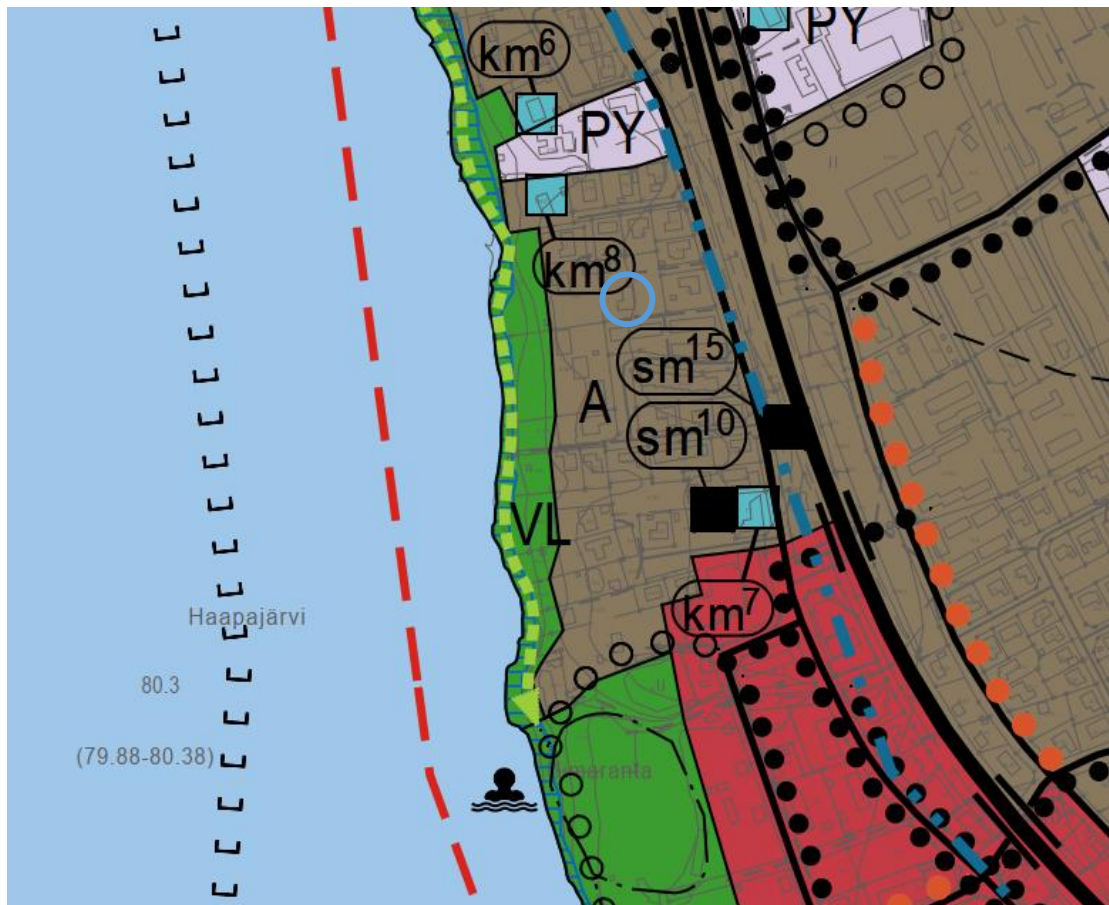 PY
km⁶
PY
km⁸
sm¹⁵
A
sm¹⁰
VL
km⁷
Haapajärvi
80.3
(79.88-80.38)